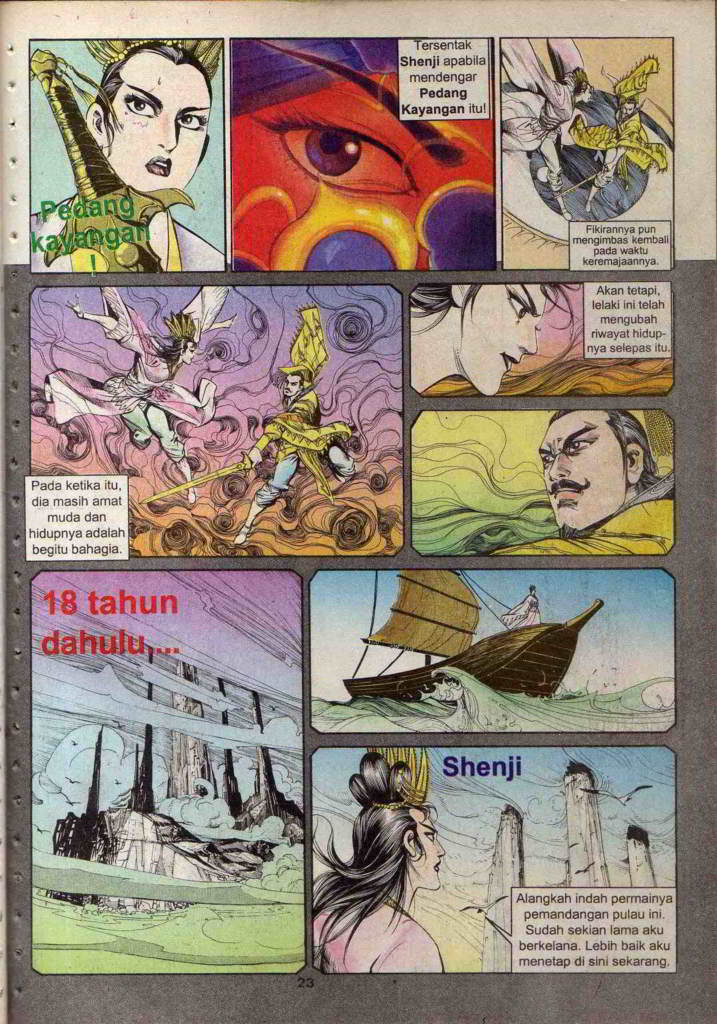 Pedang
kayangan
!
Tersentak
Shenji apabila
mendengar
Pedang
Kayangan itu!
Fikirannya pun
mengimbas kembali
pada waktu
keremajaannya.
Pada ketika itu,
dia masih amat
muda dan
hidupnya adalah
begitu bahagia.
Akan tetapi,
lelaki ini telah
mengubah
riwayat hidup-
nya selepas itu.
18 tahun
dahulu....
Shenji
Alangkah indah permainya
pemandangan pulau ini.
Sudah sekian lama aku
berkelana. Lebih baik aku
menetap di sini sekarang.
23